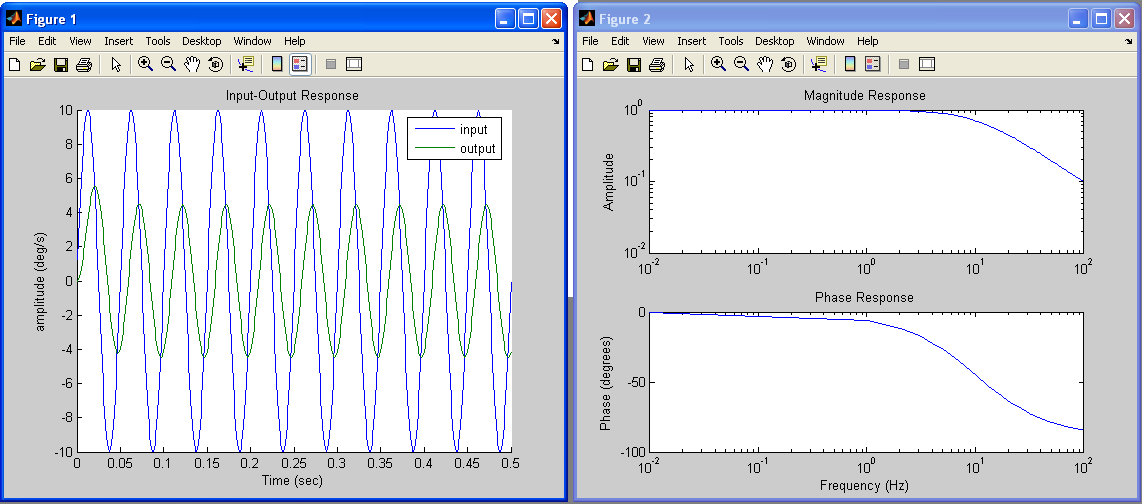 Figure 1
File Edit View Insert Tools Desktop Window Help
Input-Output Response
10
8
6
4
2
0
-2
-4
-6
-8
-10
amplitude (deg/s)
input
output
0 0.05 0.1 0.15 0.2 0.25 0.3 0.35 0.4 0.45 0.5
Time (sec)
Figure 2
File Edit View Insert Tools Desktop Window Help
Magnitude Response
10^0
10^-1
10^-2
Amplitude
10^-2 10^-1 10^0 10^1 10^2
Phase Response
0
-50
-100
Phase (degrees)
10^-2 10^-1 10^0 10^1 10^2
Frequency (Hz)